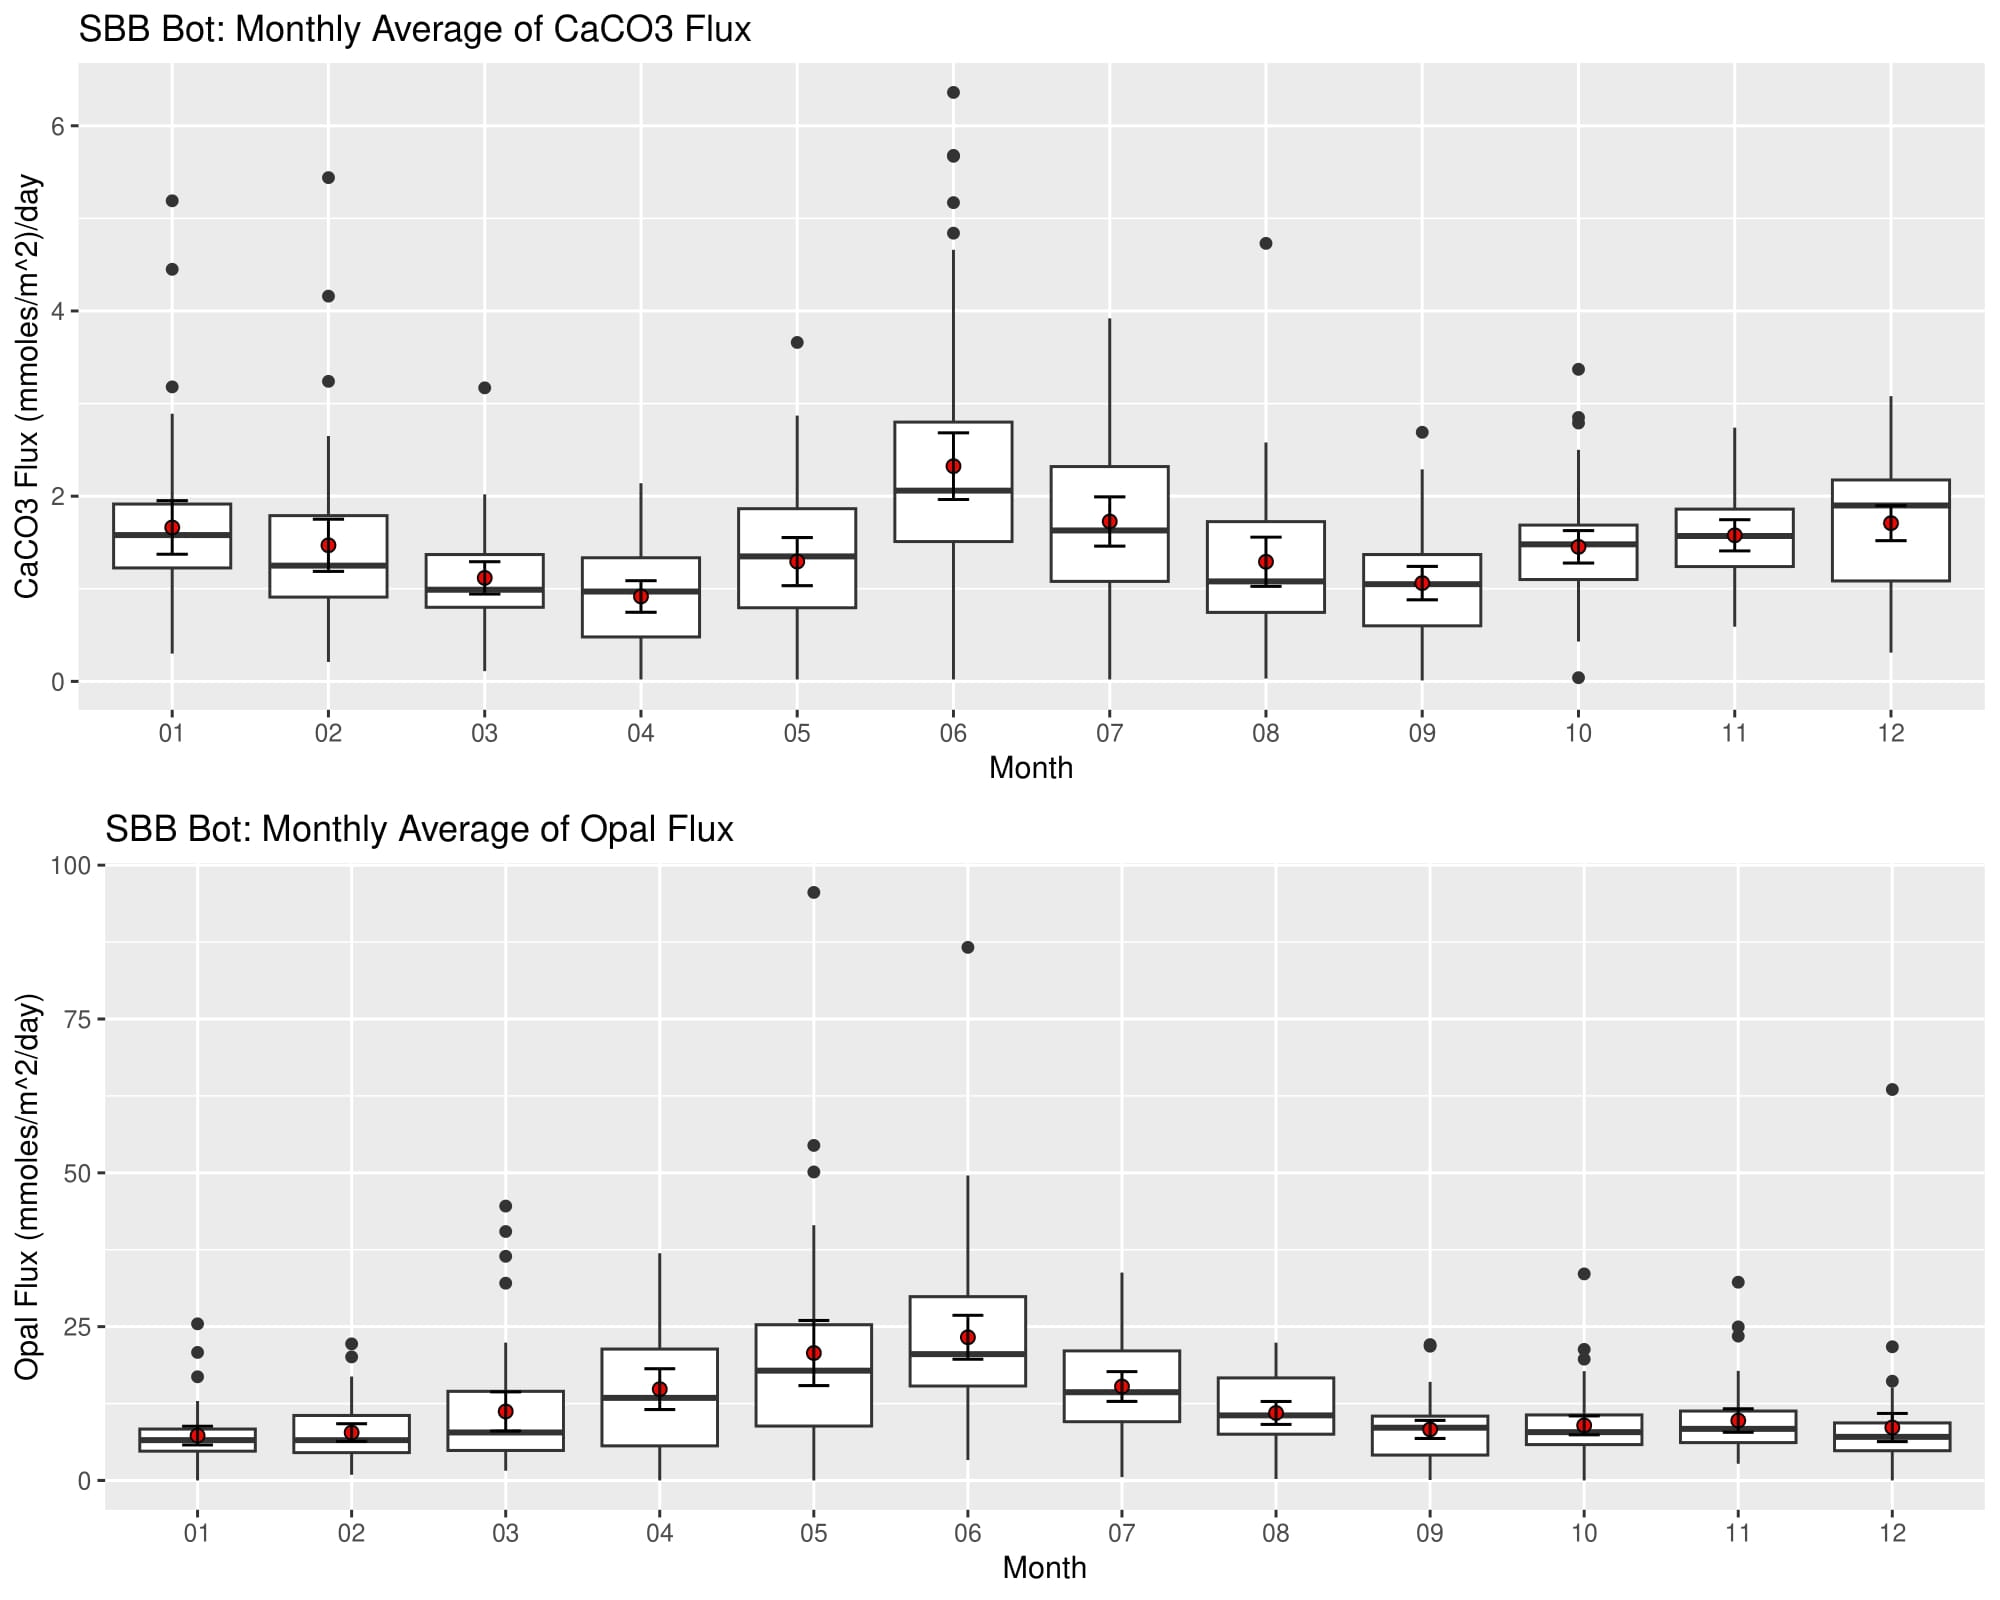 SBB Bot: Monthly Average of CaCO3 Flux
CaCO3 Flux (mmoles/m^2)/day
6
4
2
0
01 02 03 04 05 06 07 08 09 10 11 12
Month
SBB Bot: Monthly Average of Opal Flux
Opal Flux (mmoles/m^2/day)
100
75
50
25
0
01 02 03 04 05 06 07 08 09 10 11 12
Month